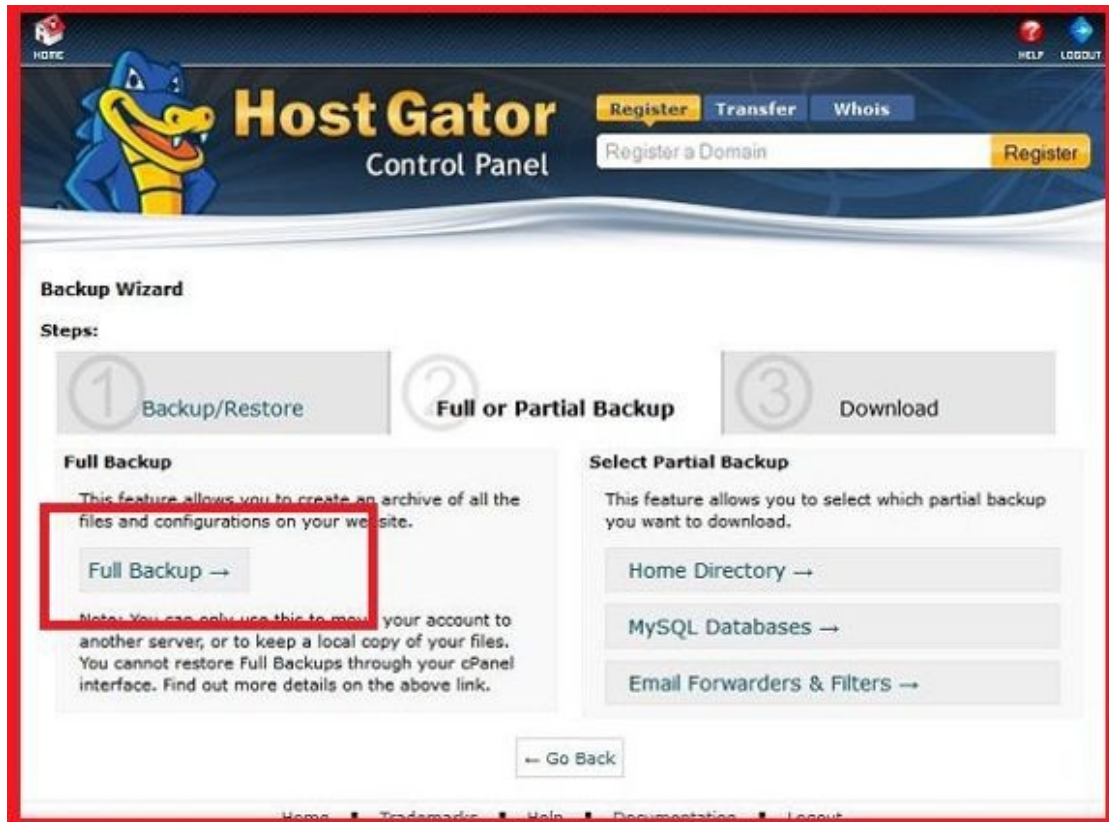 HOME
HELP LOGOUT
HostGator
Control Panel
Register Transfer Whois
Register a Domain Register
Backup Wizard
Steps:
1 Backup/Restore
2 Full or Partial Backup
3 Download
Full Backup
This feature allows you to create an archive of all the
files and configurations on your website.
Full Backup →
Note: You can only use this to move your account to
another server, or to keep a local copy of your files.
You cannot restore Full Backups through your cPanel
interface. Find out more details on the above link.
Select Partial Backup
This feature allows you to select which partial backup
you want to download.
Home Directory →
MySQL Databases →
Email Forwarders & Filters →
← Go Back
Home ▪ Trademarks ▪ Help ▪ Documentation ▪ Logout